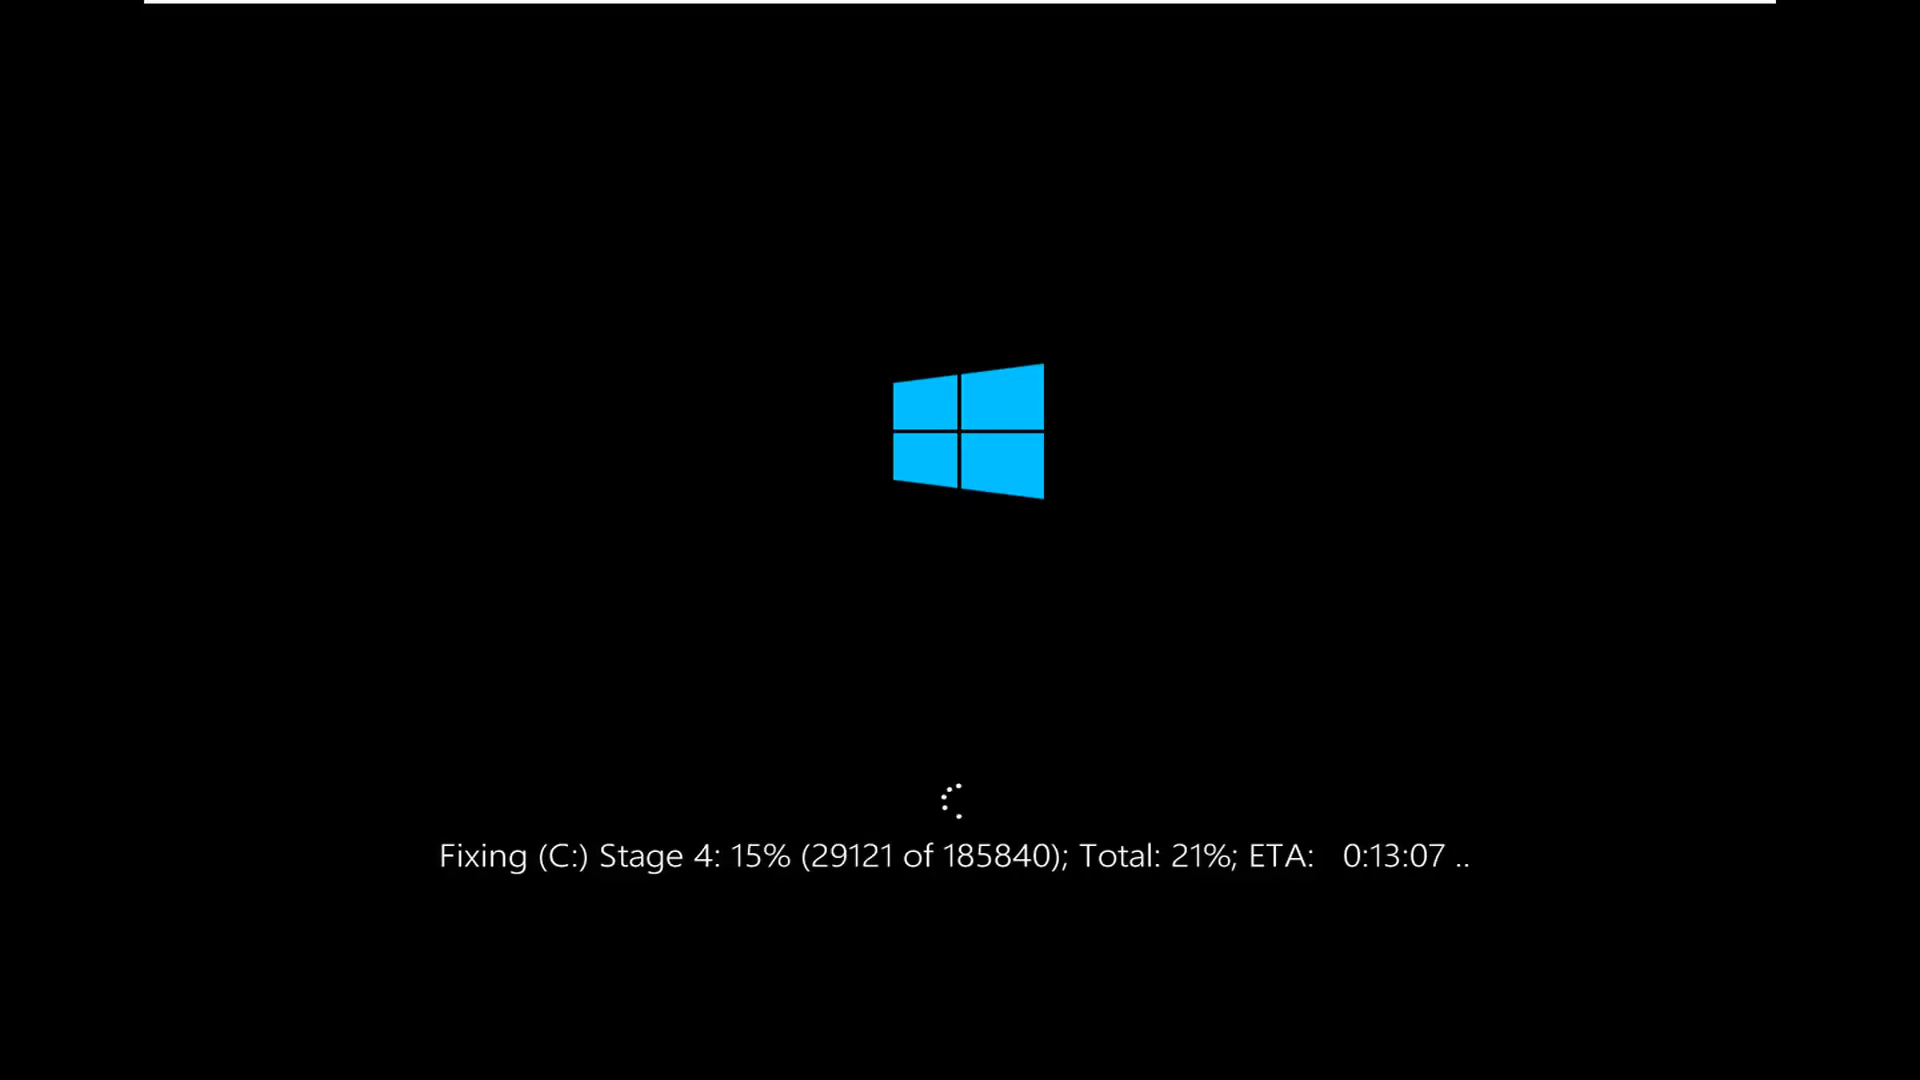 Fixing (C:) Stage 4: 15% (29121 of 185840); Total: 21%; ETA:   0:13:07 ..